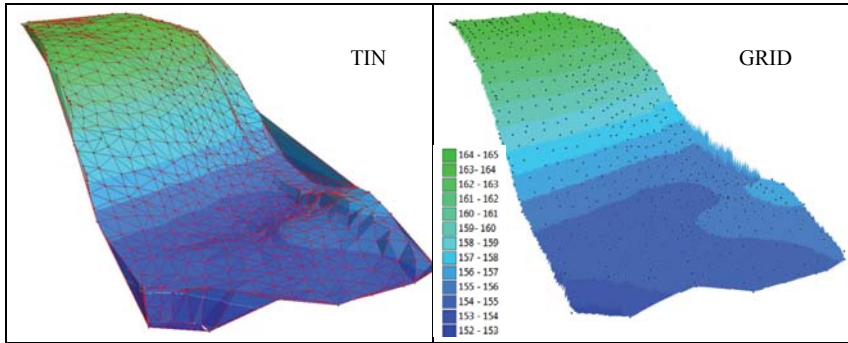 TIN
GRID
164 - 165
163- 164
162 - 163
161 - 162
160 - 161
159 - 160
158 - 159
157 - 158
156 - 157
155 - 156
154 - 155
153 - 154
152 - 153